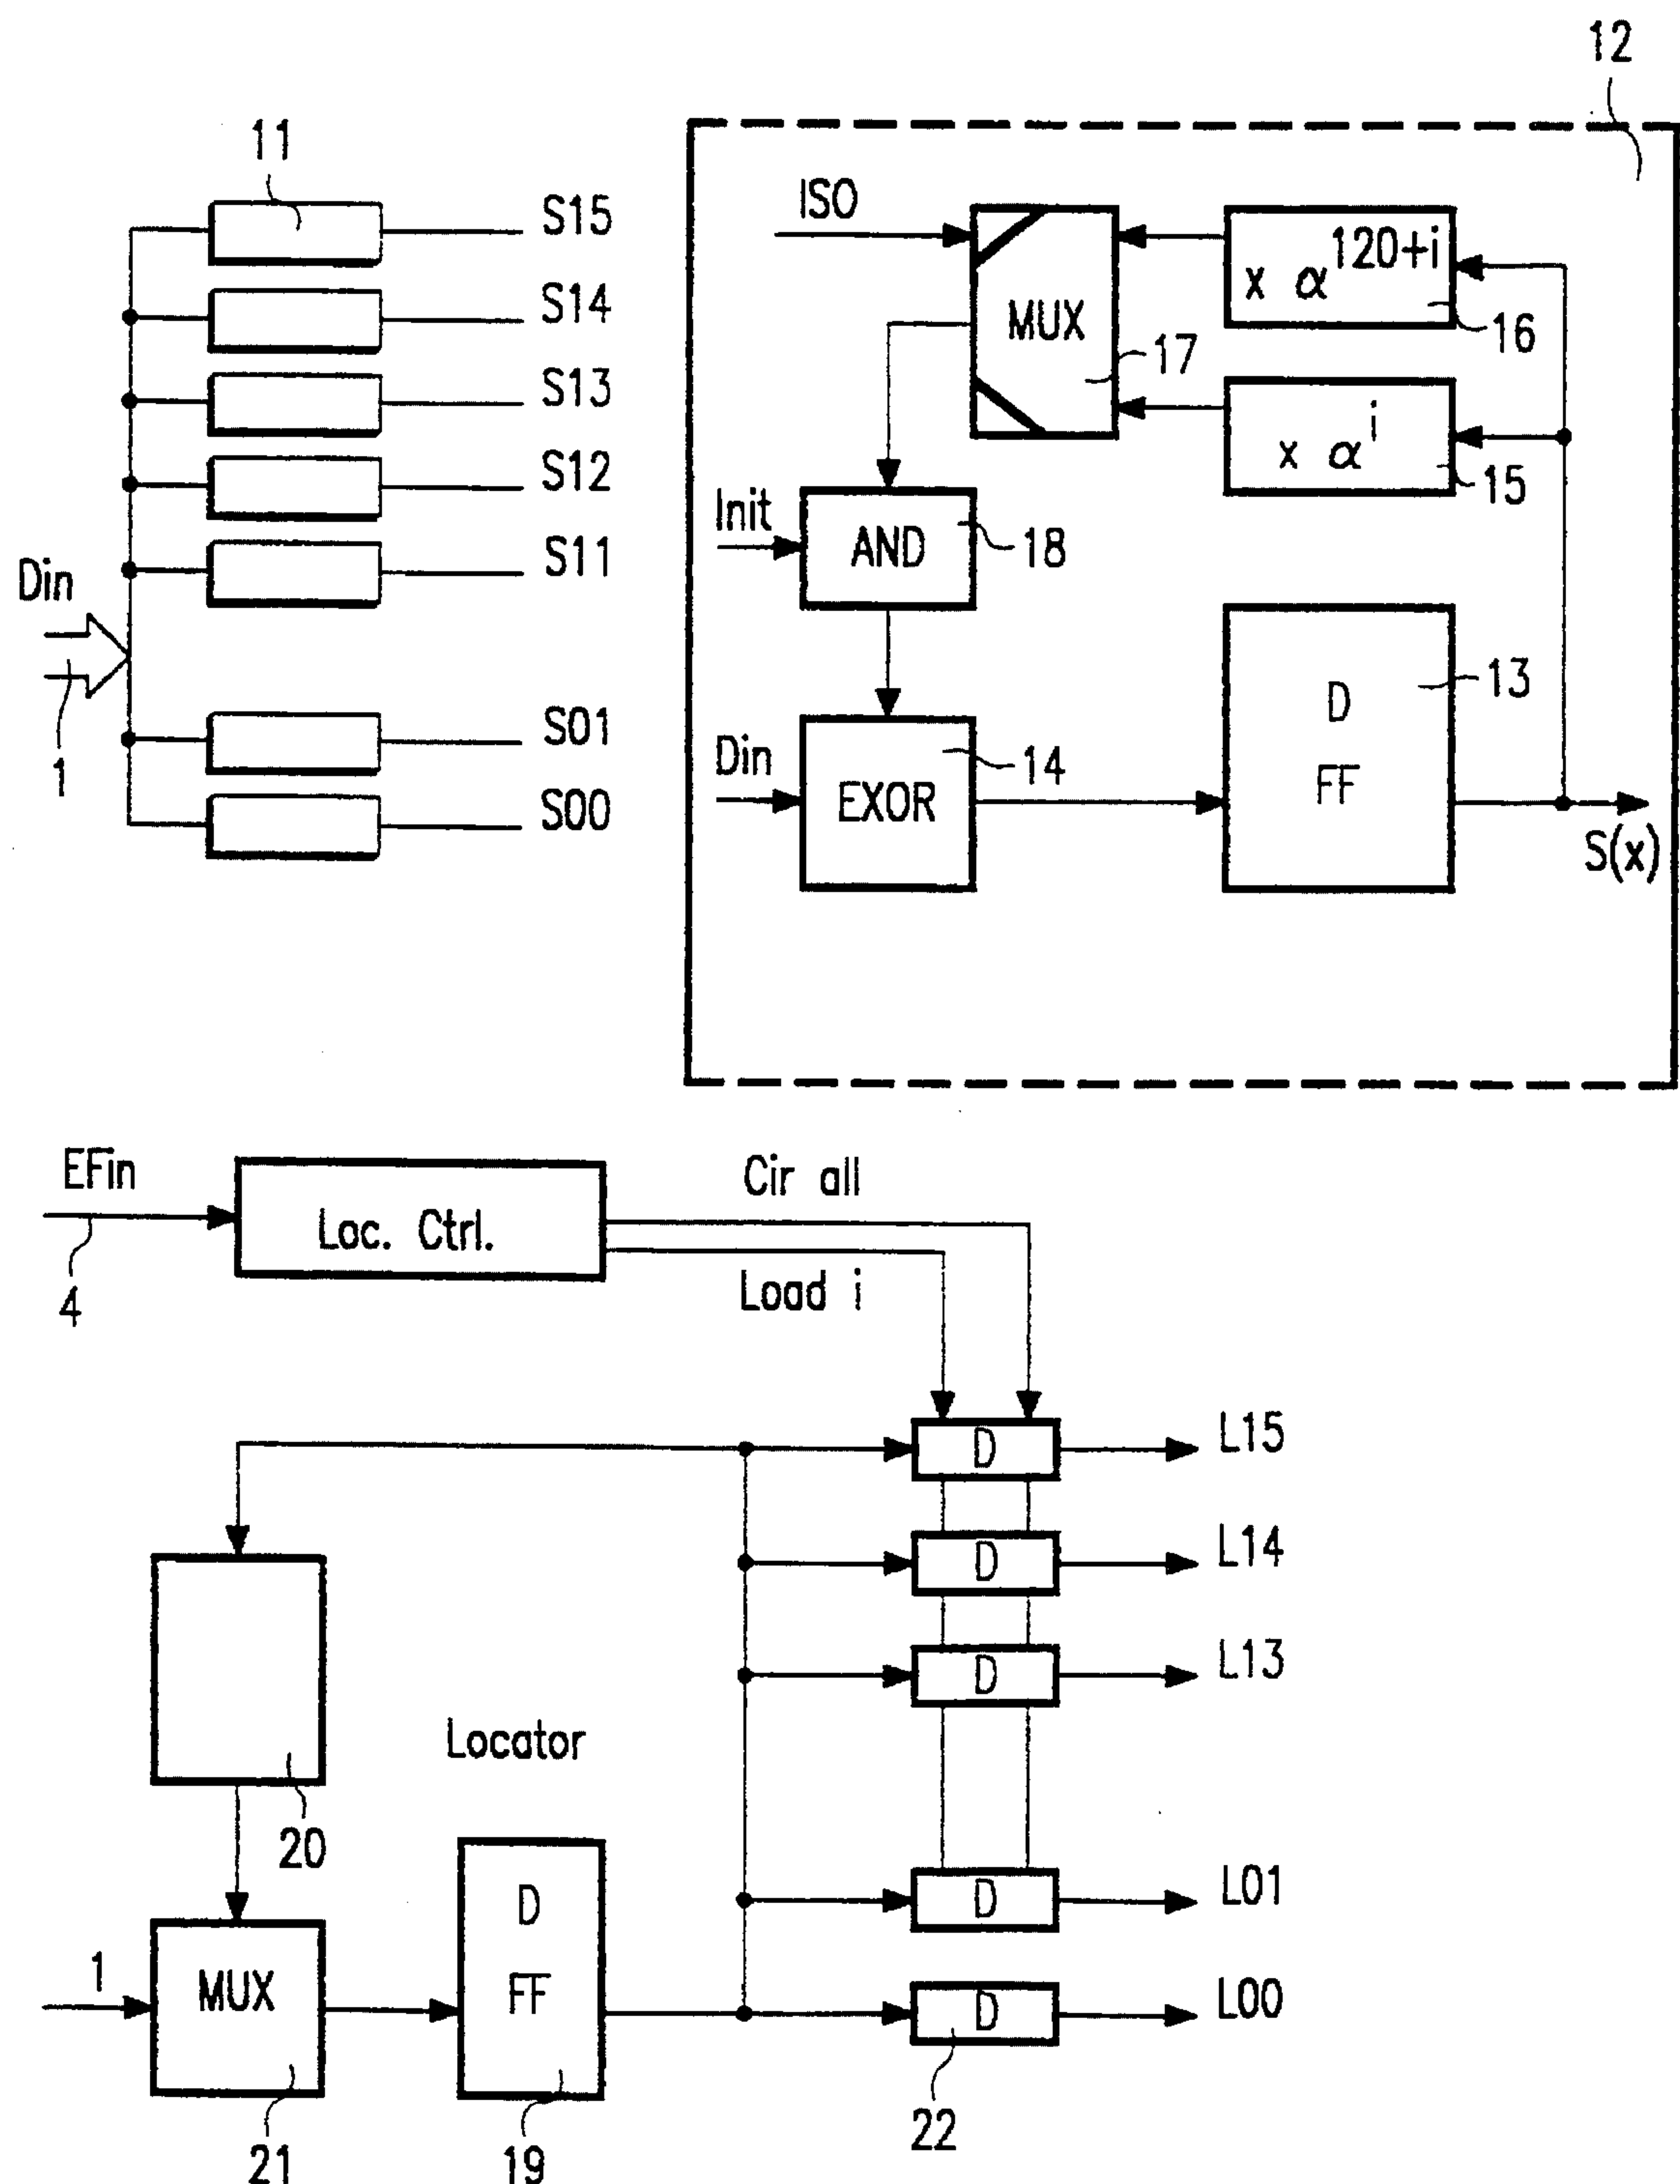 12
11
S15
S14
S13
S12
S11
Din
1
S01
S00
ISO
MUX
17
x α^120+i
16
x α^i
15
Init
AND
18
Din
EXOR
14
D
FF
13
S(x)
EFin
4
Loc. Ctrl.
Cir all
Load i
D
L15
D
L14
D
L13
D
L01
D
L00
22
20
Locator
1
MUX
21
D
FF
19